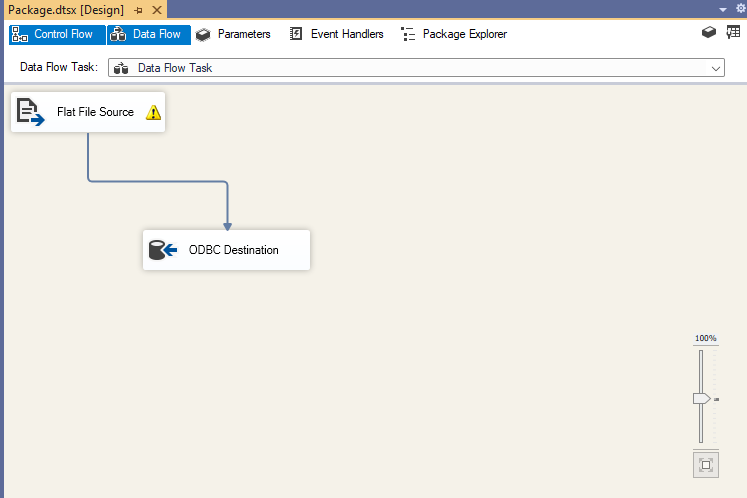 Package.dtsx [Design]
Control Flow Data Flow Parameters Event Handlers Package Explorer
Data Flow Task: Data Flow Task
Flat File Source
ODBC Destination
100%